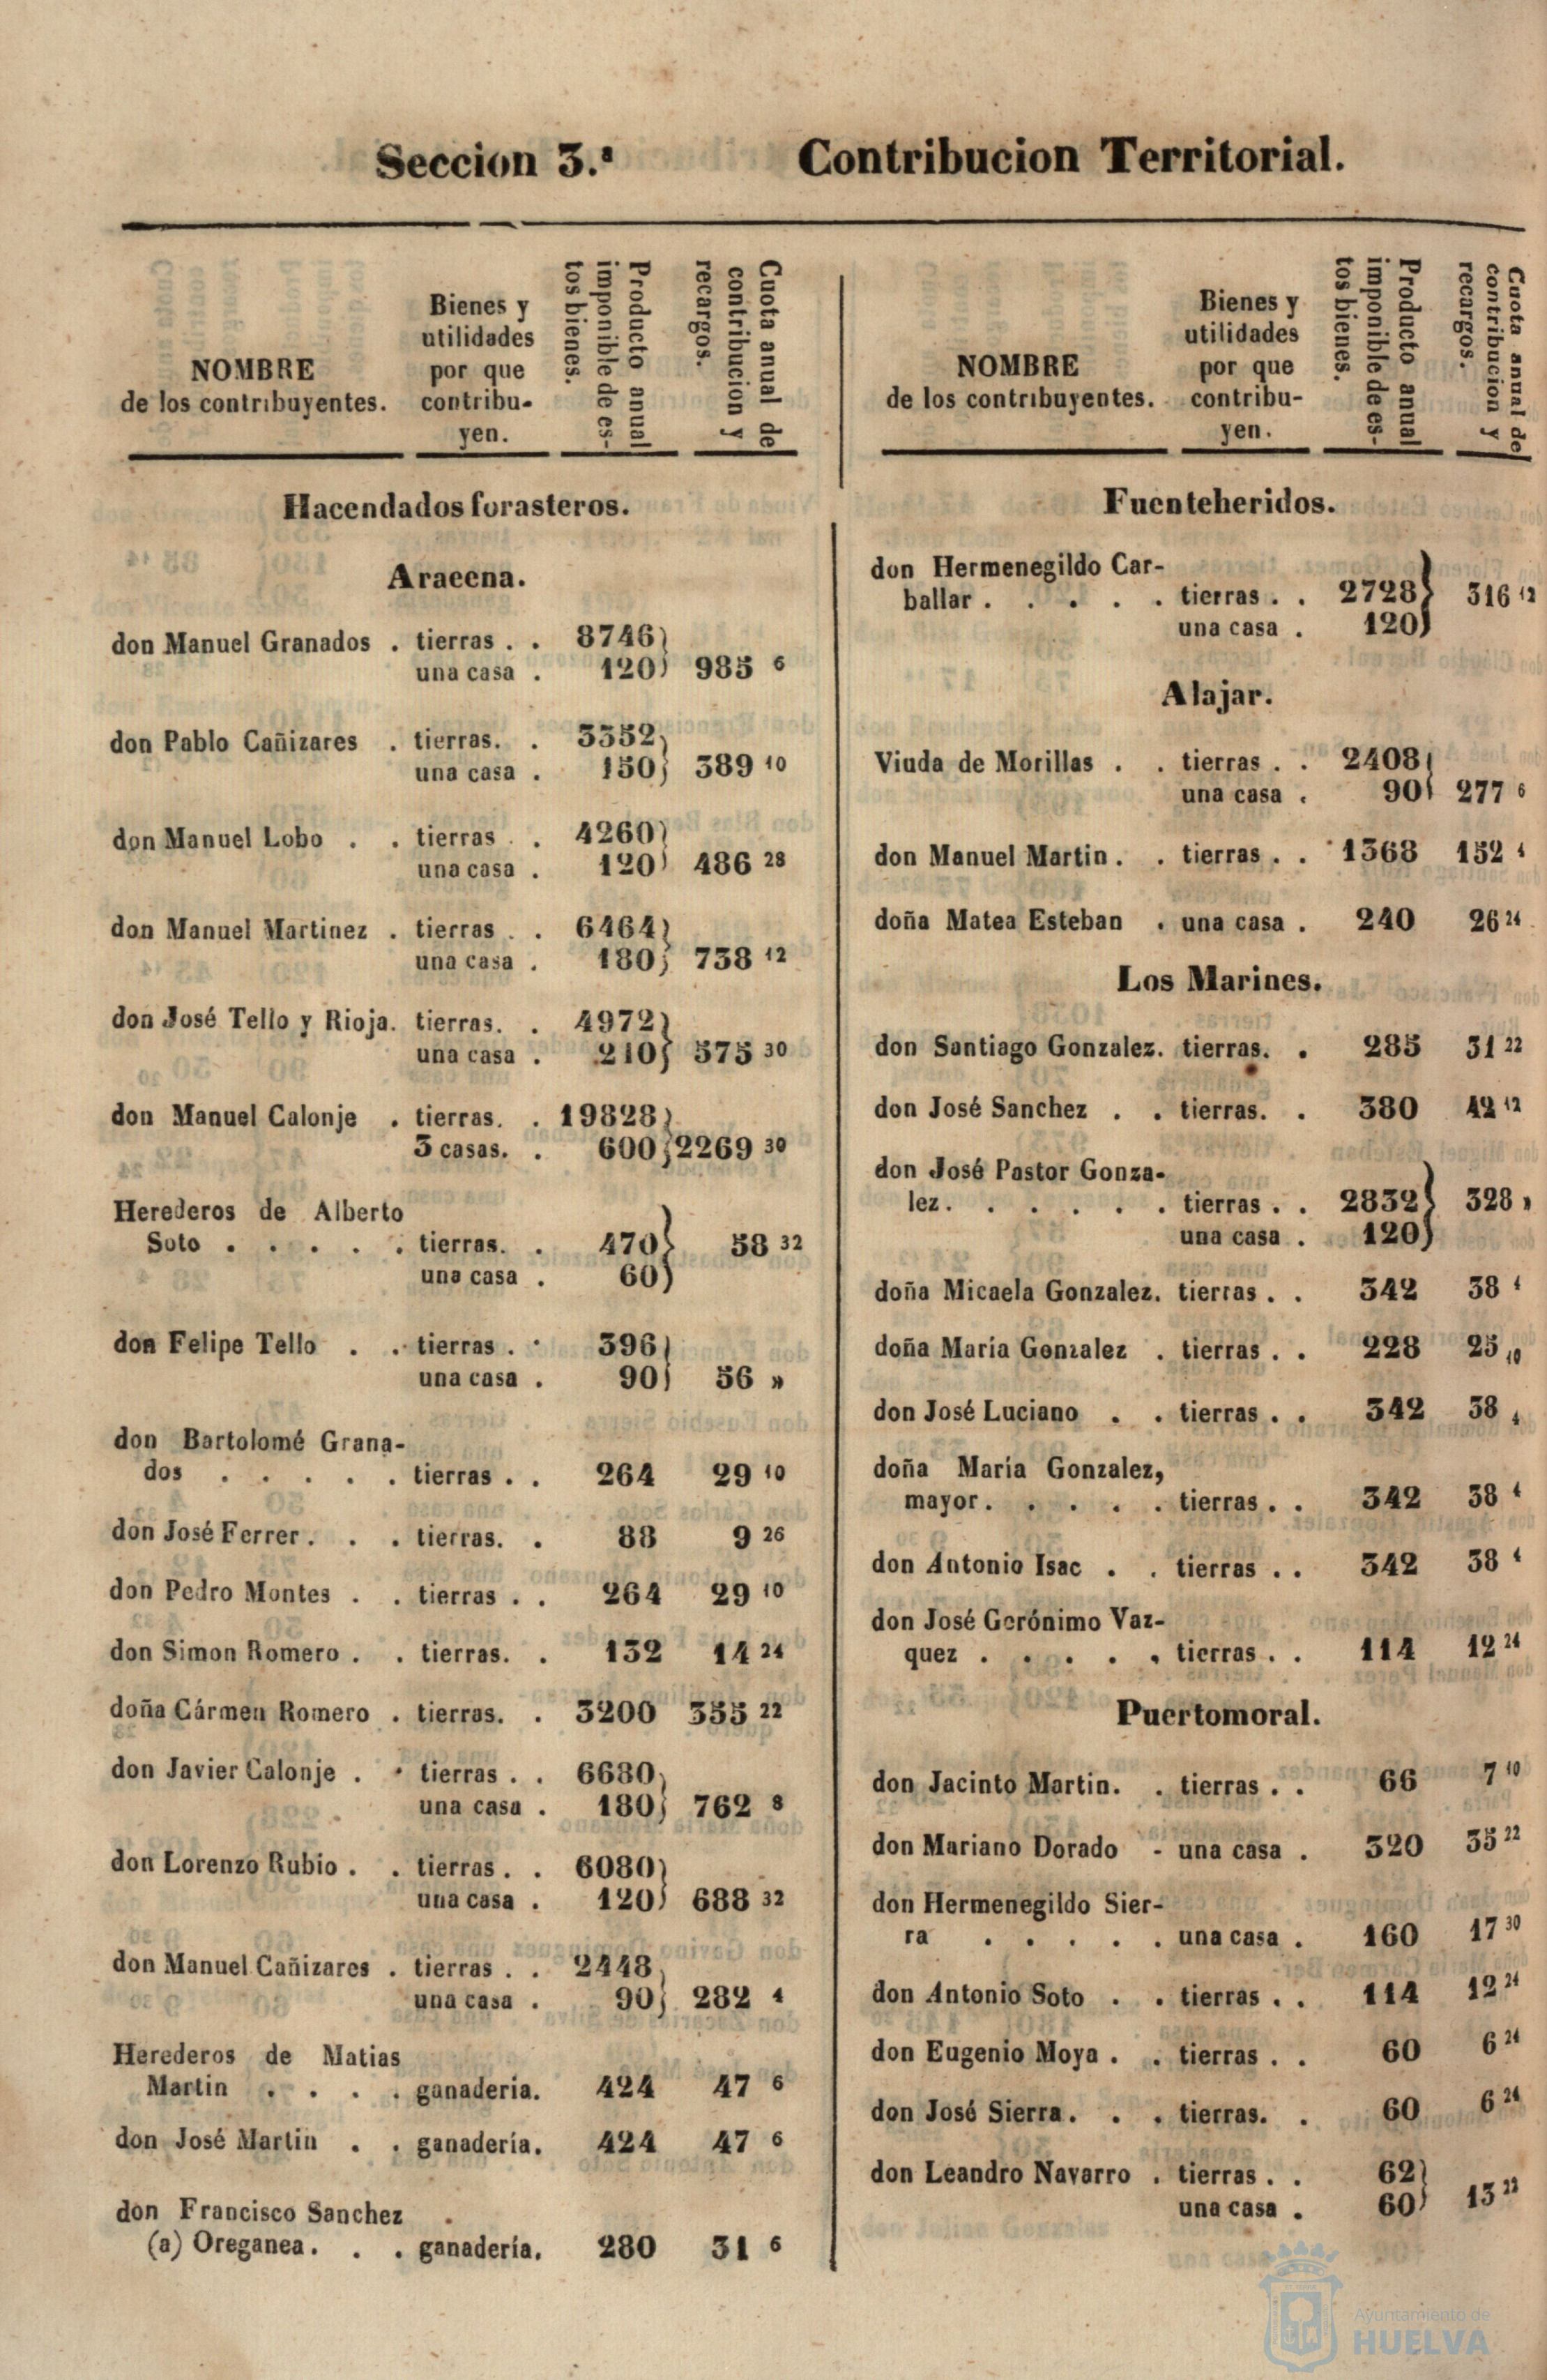 Seccion 3.ª Contribucion Territorial.
NOMBRE
de los contribuyentes.
Bienes y
utilidades
por que
contribu-
yen.
Producto anual
imponible de es-
tos bienes.
Cuota anual de
contribucion y
recargos.
Hacendados forasteros.
Aracena.
don Manuel Granados . tierras . . 8746
una casa . 120 985 6
don Pablo Cañizares . tierras. . 3352
una casa . 150 389 10
don Manuel Lobo . . tierras . . 4260
una casa . 120 486 28
don Manuel Martinez . tierras . . 6464
una casa . 180 738 12
don José Tello y Rioja. tierras. . 4972
una casa . 210 575 30
don Manuel Calonje . tierras. . 19828
3 casas. . 600 2269 30
Herederos de Alberto
Soto . . . . . . tierras. . 470 58 32
una casa . 60
don Felipe Tello . . tierras . . 396
una casa . 90 56 »
don Bartolomé Grana-
dos . . . . . . tierras . . 264 29 10
don José Ferrer . . . tierras. . 88 9 26
don Pedro Montes . . tierras . . 264 29 10
don Simon Romero . . tierras. . 132 14 24
doña Cármen Romero . tierras. . 3200 355 22
don Javier Calonje . . tierras . . 6680
una casa . 180 762 8
don Lorenzo Rubio . . tierras . . 6080
una casa . 120 688 32
don Manuel Cañizares . tierras . . 2448
una casa . 90 282 4
Herederos de Matias
Martin . . . . ganadería. 424 47 6
don José Martin . . ganadería. 424 47 6
don Francisco Sanchez
(a) Oreganea . . . ganadería. 280 31 6
NOMBRE
de los contribuyentes.
Bienes y
utilidades
por que
contribu-
yen.
Producto anual
imponible de es-
tos bienes.
Cuota anual de
contribucion y
recargos.
Fuenteheridos.
don Hermenegildo Car-
ballar . . . . . . tierras . . 2728 316 12
una casa . 120
Alajar.
Viuda de Morillas . . tierras . . 2408
una casa . 90 277 6
don Manuel Martin . . tierras . . 1368 152 4
doña Matea Esteban . una casa . 240 26 24
Los Marines.
don Santiago Gonzalez. tierras. . 285 31 22
don José Sanchez . . tierras. . 380 42 12
don José Pastor Gonza-
lez. . . . . . . tierras . . 2832 328 »
una casa . 120
doña Micaela Gonzalez. tierras . . 342 38 4
doña María Gonzalez . tierras . . 228 25 10
don José Luciano . . tierras . . 342 38 4
doña María Gonzalez,
mayor. . . . . . tierras . . 342 38 4
don Antonio Isac . . tierras . . 342 38 4
don José Gerónimo Vaz-
quez . . . . . . tierras . . 114 12 24
Puertomoral.
don Jacinto Martin. . tierras . . 66 7 10
don Mariano Dorado - una casa . 320 35 22
don Hermenegildo Sier-
ra . . . . . una casa . 160 17 30
don Antonio Soto . . tierras . . 114 12 24
don Eugenio Moya . . tierras . . 60 6 24
don José Sierra . . . tierras. . 60 6 24
don Leandro Navarro . tierras . . 62
una casa . 60 13 22
Ayuntamiento de
HUELVA